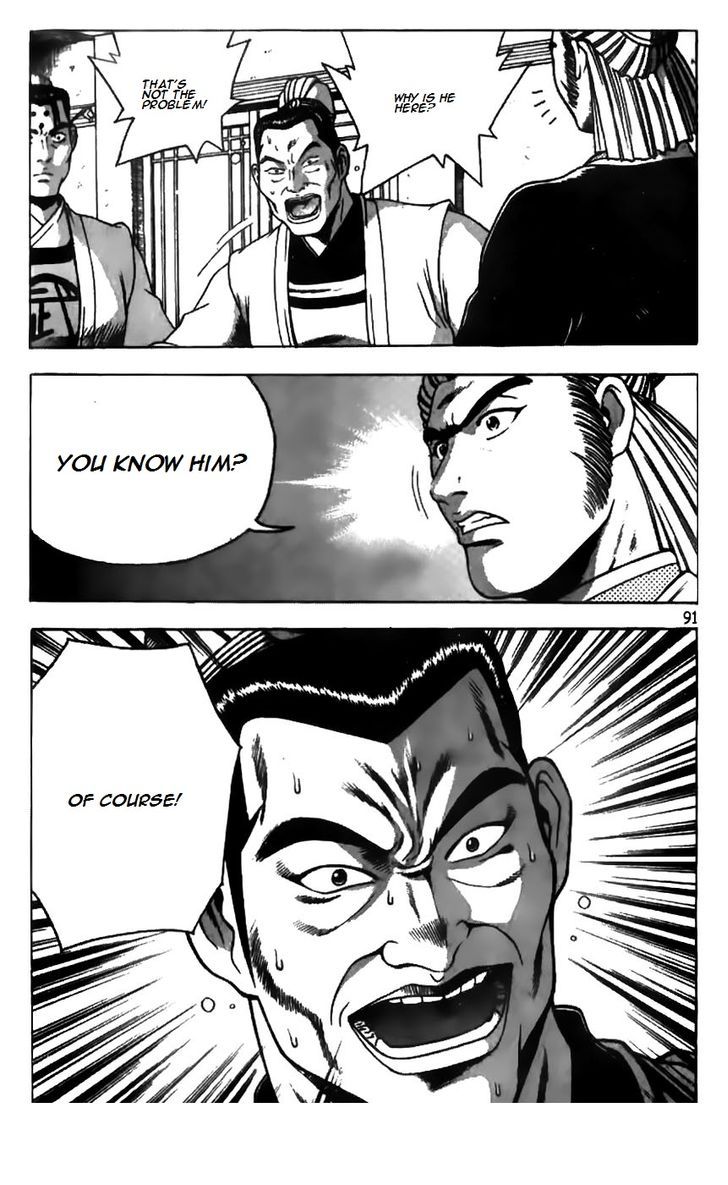 THAT'S
NOT THE
PROBLEM!
WHY IS HE
HERE?
YOU KNOW HIM?
91
OF COURSE!